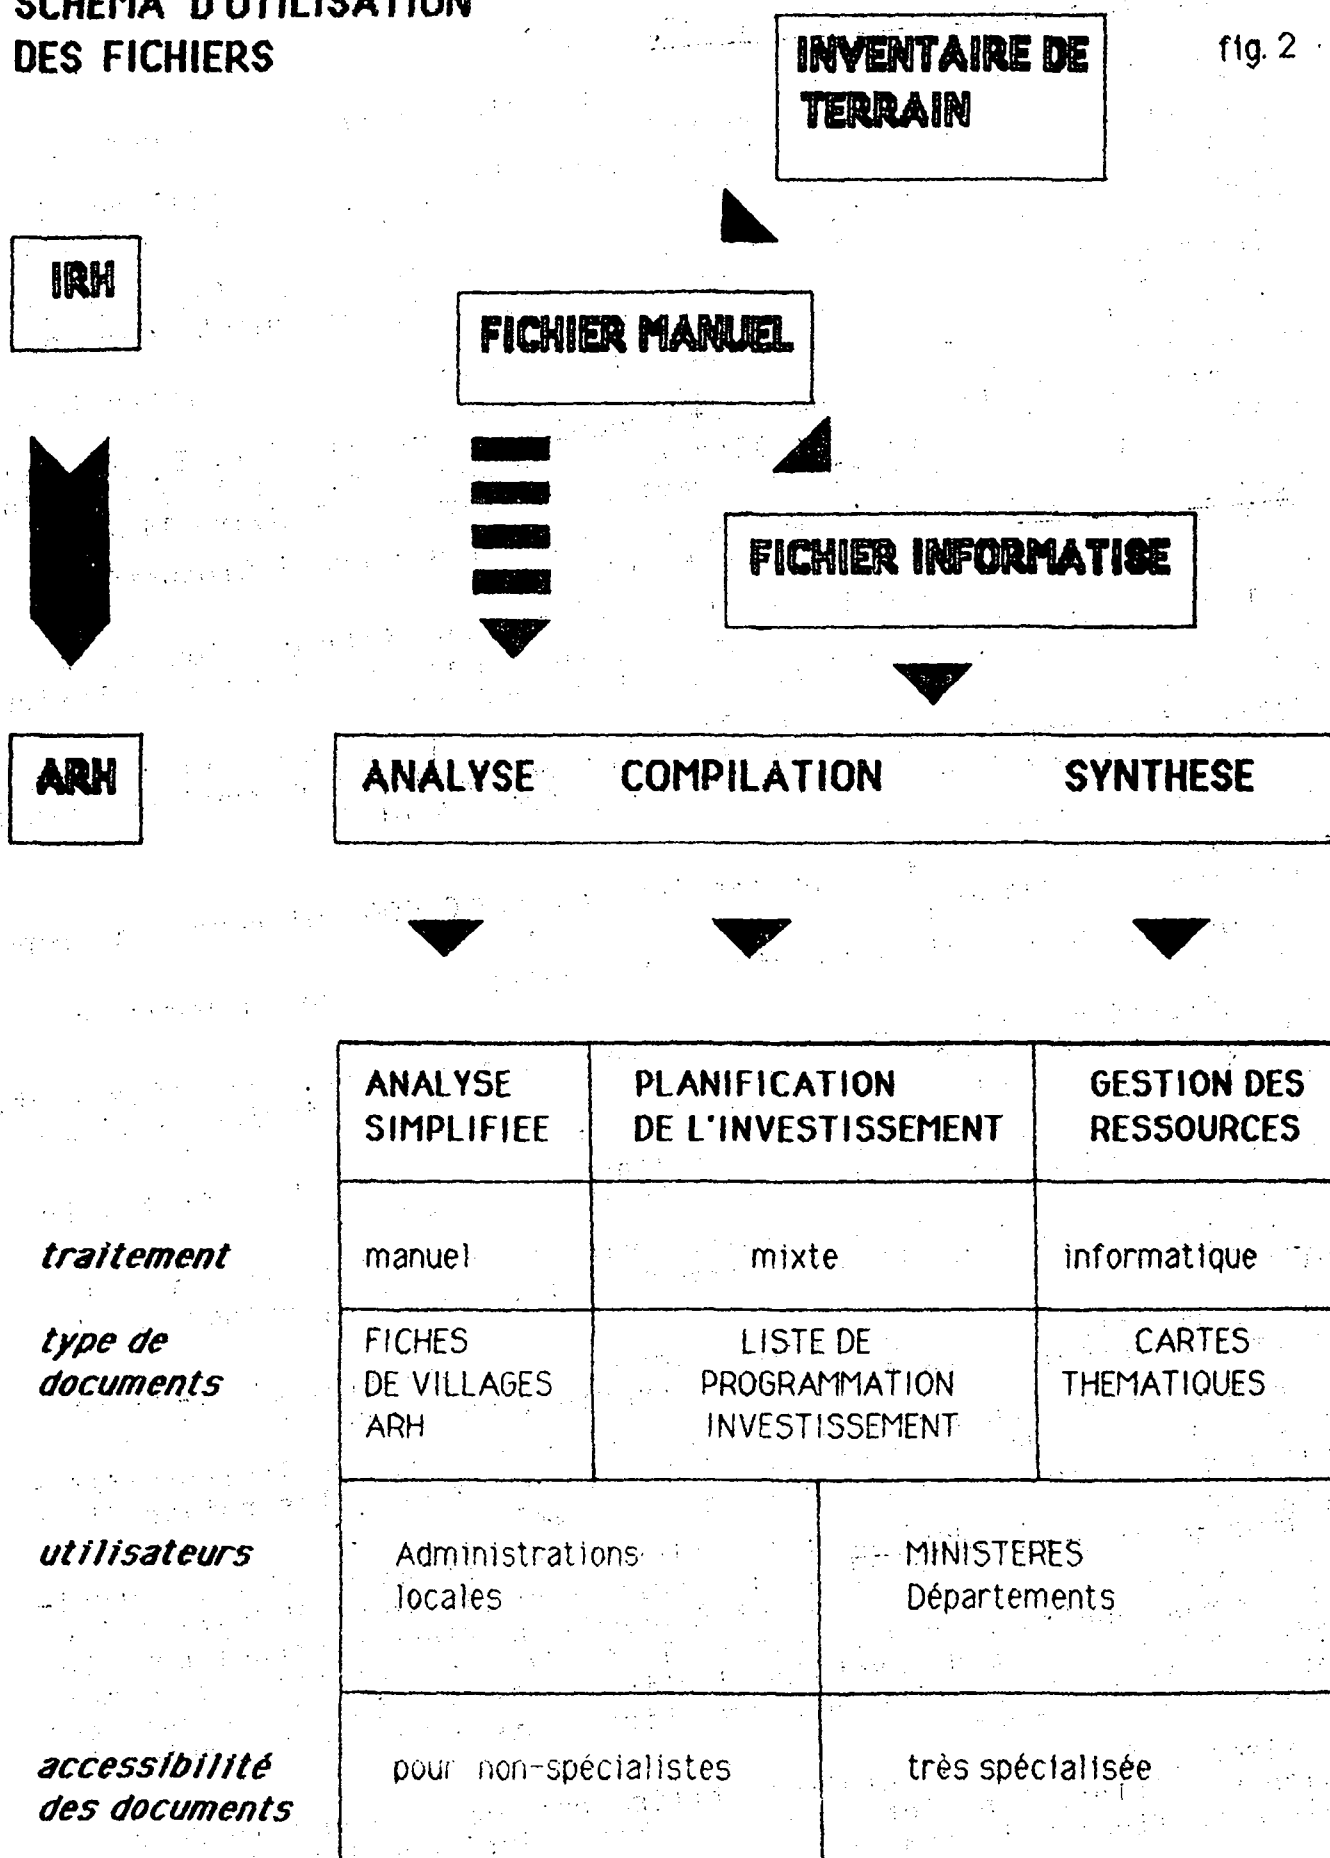 SCHEMA D'UTILISATION
DES FICHIERS
fig. 2
INVENTAIRE DE
TERRAIN
IRH
FICHIER MANUEL
FICHIER INFORMATISE
ARH
ANALYSE COMPILATION SYNTHESE
ANALYSE
SIMPLIFIEE
PLANIFICATION
DE L'INVESTISSEMENT
GESTION DES
RESSOURCES
traitement
manuel
mixte
informatique
type de
documents
FICHES
DE VILLAGES
ARH
LISTE DE
PROGRAMMATION
INVESTISSEMENT
CARTES
THEMATIQUES
utilisateurs
Administrations
locales
MINISTERES
Départements
accessibilité
des documents
pour non-spécialistes
très spécialisée